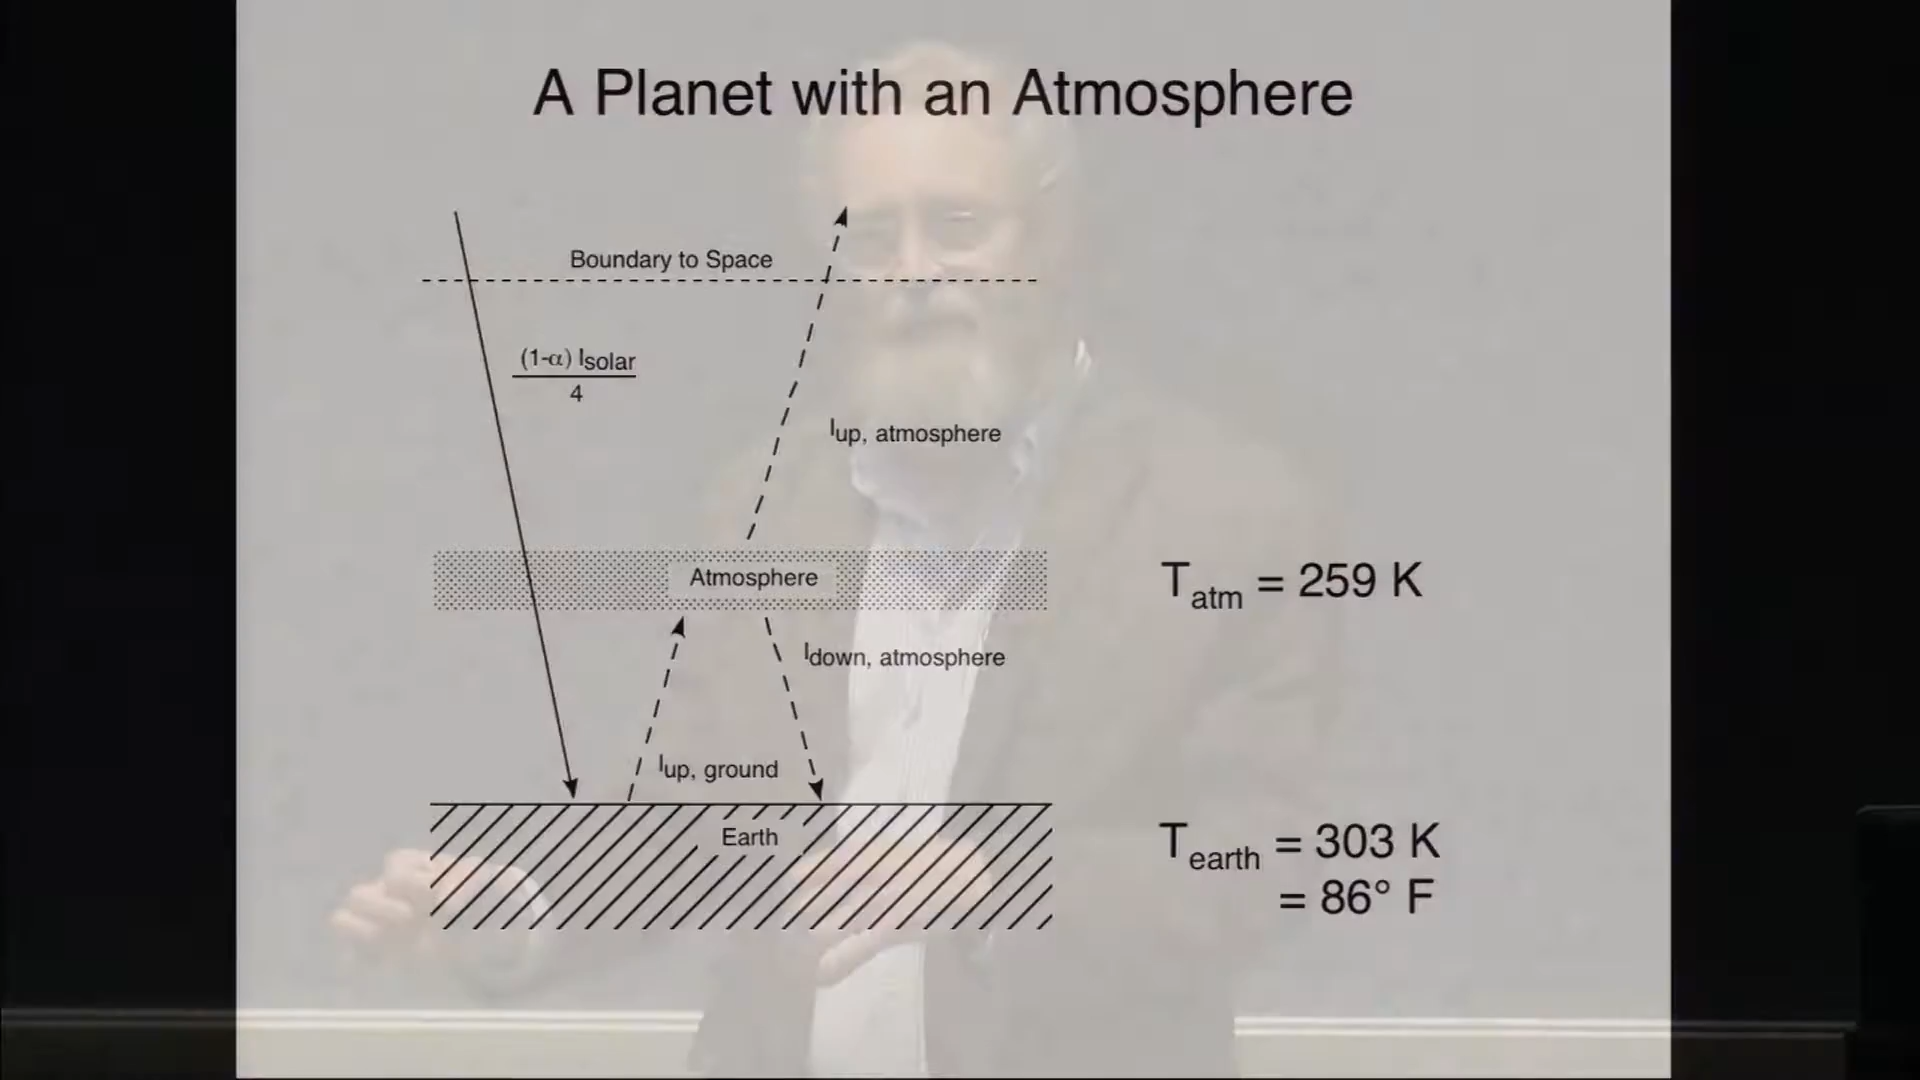 A Planet with an Atmosphere
Boundary to Space
(1-α) Isolar
4
Iup, atmosphere
Atmosphere
Tatm = 259 K
Idown, atmosphere
Iup, ground
Earth
Tearth = 303 K
= 86° F